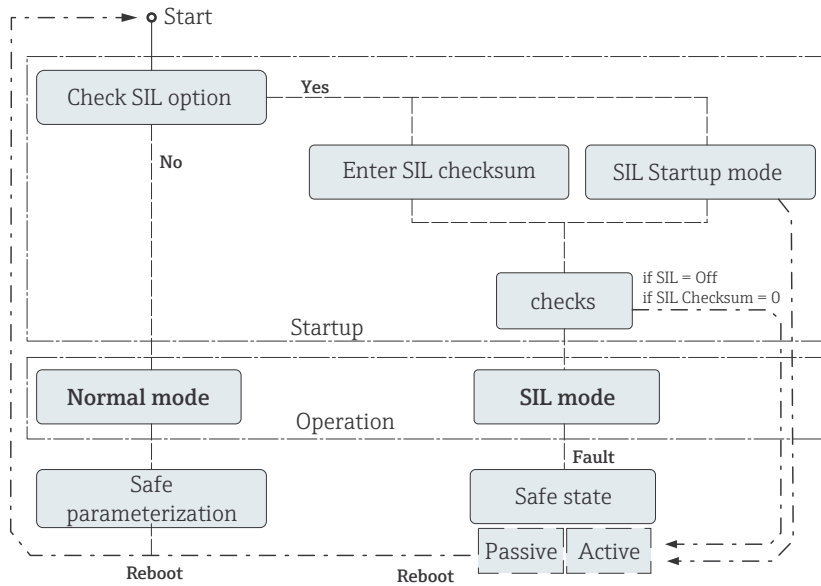 Start
Check SIL option
Yes
No
Enter SIL checksum
SIL Startup mode
checks
if SIL = Off
if SIL Checksum = 0
Startup
Normal mode
SIL mode
Operation
Fault
Safe
parameterization
Safe state
Passive
Active
Reboot
Reboot